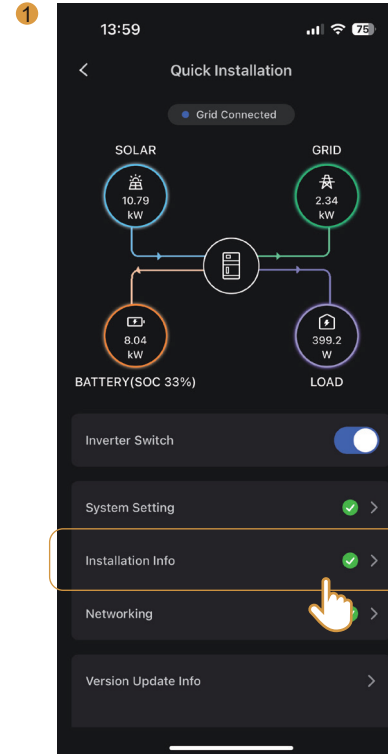 1
13:59
75
Quick Installation
Grid Connected
SOLAR
GRID
10.79
kW
2.34
kW
8.04
kW
399.2
W
BATTERY(SOC 33%)
LOAD
Inverter Switch
System Setting
Installation Info
Networking
Version Update Info